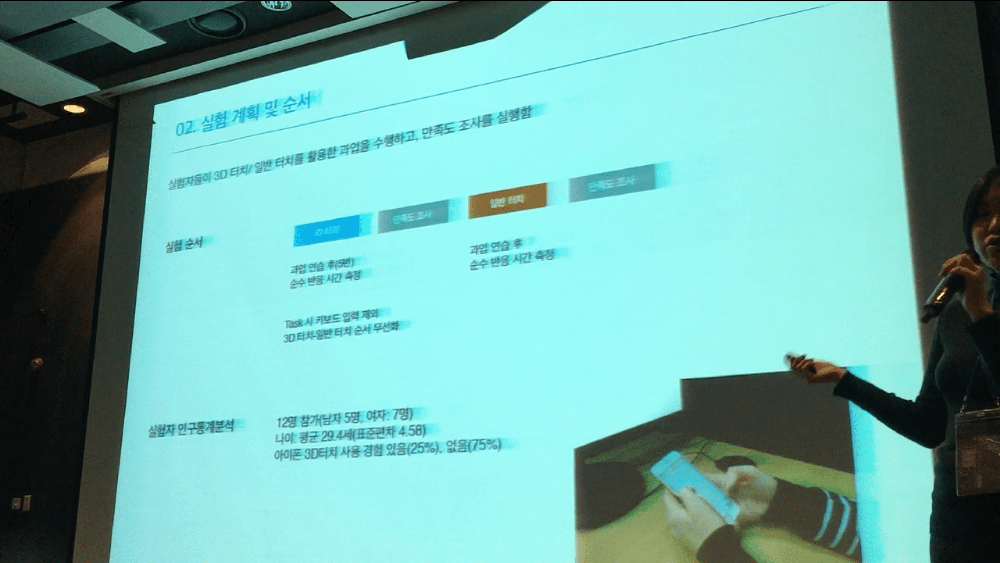 02. 실험 계획 및 순서
실험자들이 3D 터치/ 일반 터치를 활용한 과업을 수행하고, 만족도 조사를 실행함
실험 순서
3D 터치
만족도 조사
일반 터치
만족도 조사
과업 연습 후(5번)
순수 반응 시간 측정
과업 연습 후
순수 반응 시간 측정
Task 시 키보드 입력 제외
3D 터치-일반 터치 순서 무선화
실험자 인구통계분석
12명 참가(남자 5명, 여자: 7명)
나이: 평균 29.4세(표준편차 4.58)
아이폰 3D터치 사용 경험 있음(25%), 없음(75%)